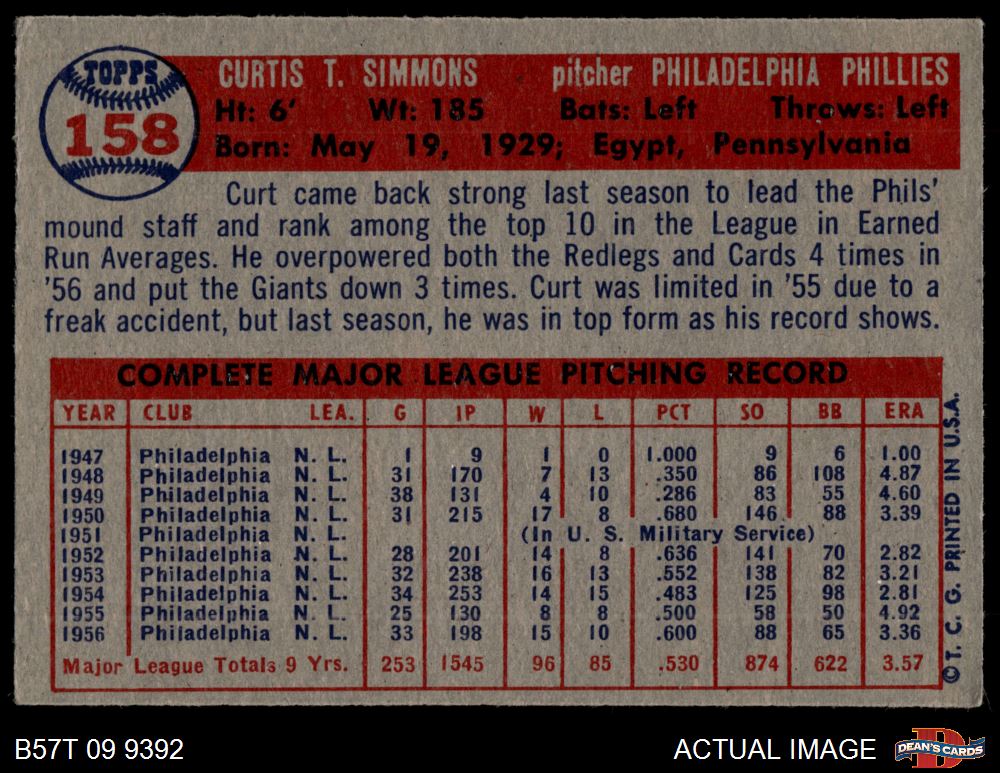 TOPPS
158
CURTIS T. SIMMONS pitcher PHILADELPHIA PHILLIES
Ht: 6' Wt: 185 Bats: Left Throws: Left
Born: May 19, 1929; Egypt, Pennsylvania
Curt came back strong last season to lead the Phils'
mound staff and rank among the top 10 in the League in Earned
Run Averages. He overpowered both the Redlegs and Cards 4 times in
'56 and put the Giants down 3 times. Curt was limited in '55 due to a
freak accident, but last season, he was in top form as his record shows.
COMPLETE MAJOR LEAGUE PITCHING RECORD
YEAR CLUB LEA. G IP W L PCT SO BB ERA
1947 Philadelphia N. L. 1 9 1 0 1.000 9 6 1.00
1948 Philadelphia N. L. 31 170 7 13 .350 86 108 4.87
1949 Philadelphia N. L. 38 131 4 10 .286 83 55 4.60
1950 Philadelphia N. L. 31 215 17 8 .680 146 88 3.39
1951 Philadelphia N. L. (In U. S. Military Service)
1952 Philadelphia N. L. 28 201 14 8 .636 141 70 2.82
1953 Philadelphia N. L. 32 238 16 13 .552 138 82 3.21
1954 Philadelphia N. L. 34 253 14 15 .483 125 98 2.81
1955 Philadelphia N. L. 25 130 8 8 .500 58 50 4.92
1956 Philadelphia N. L. 33 198 15 10 .600 88 65 3.36
Major League Totals 9 Yrs. 253 1545 96 85 .530 874 622 3.57
© T. C. G. PRINTED IN U.S.A.
B57T 09 9392
ACTUAL IMAGE
DEAN'S CARDS